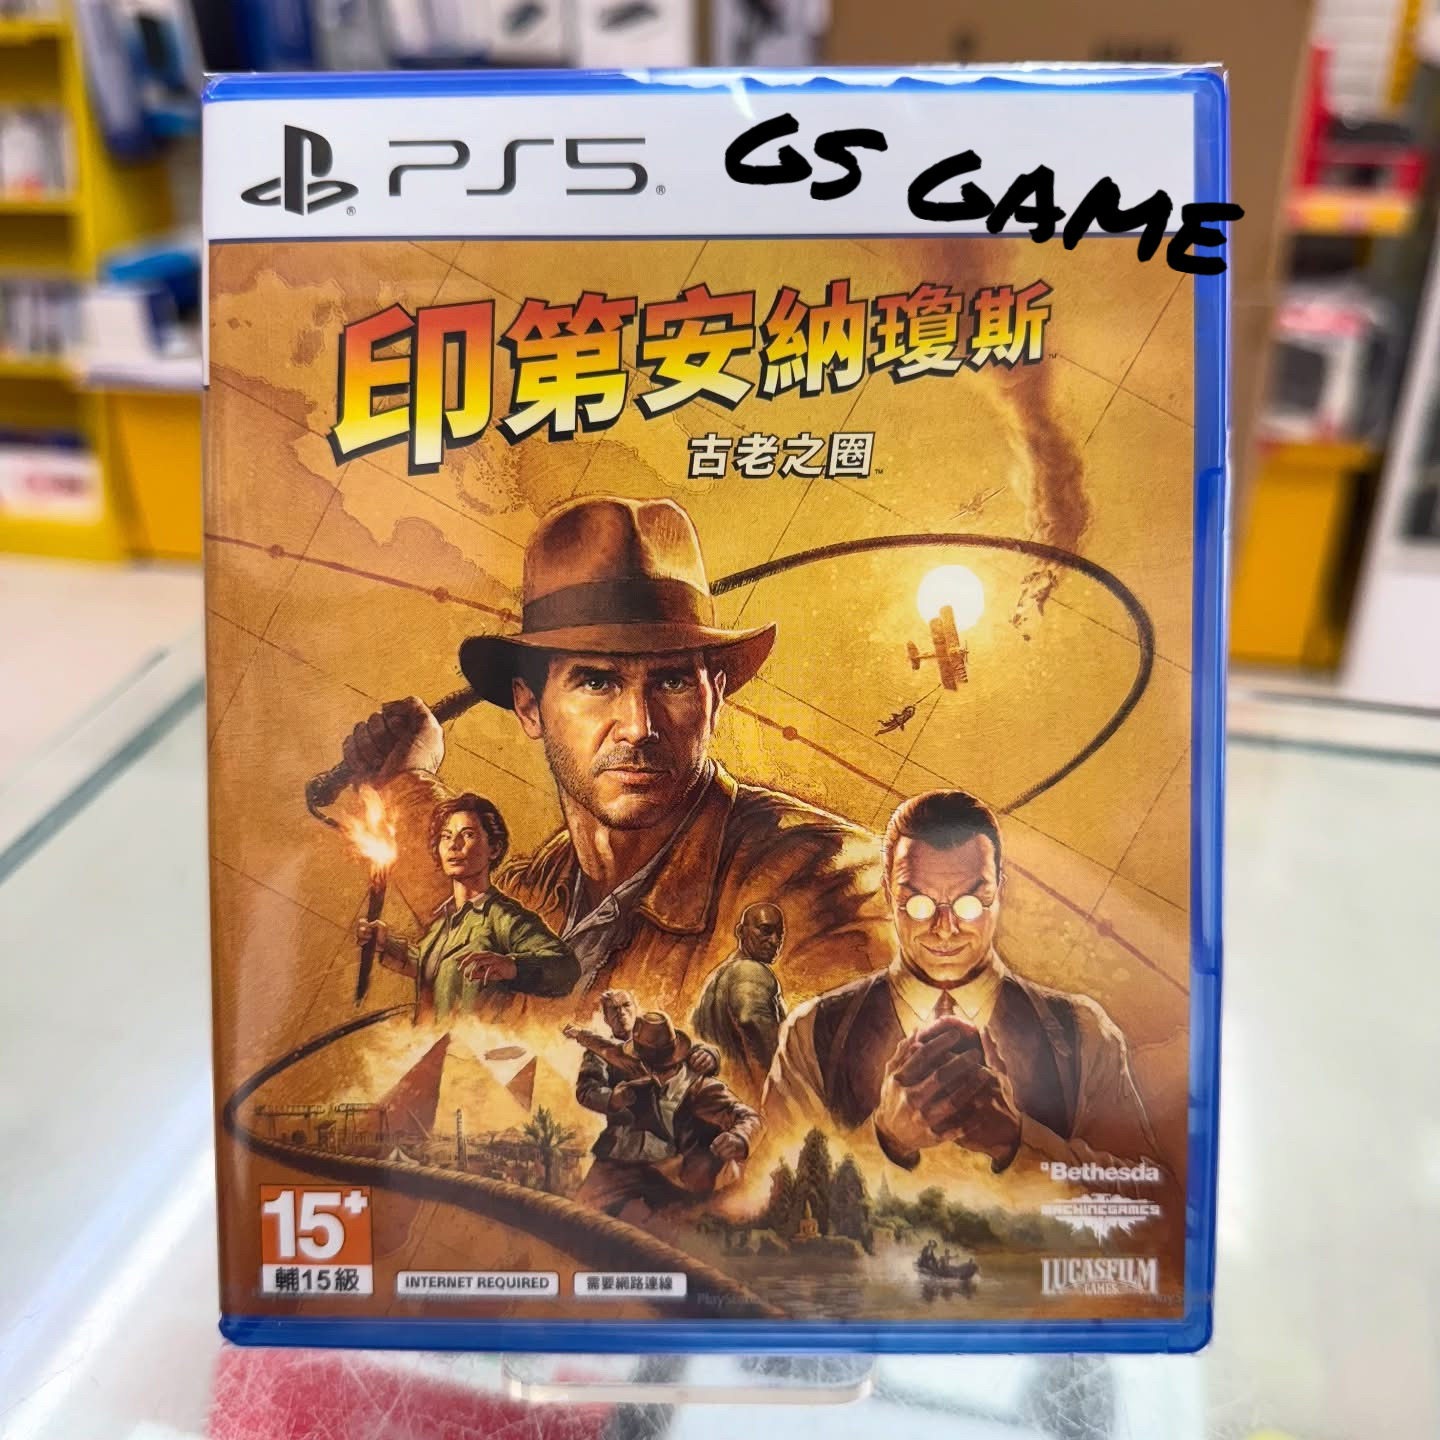 PS5
GS GAME
印第安納瓊斯
古老之圈
Bethesda
MACHINEGAMES
LUCASFILM
GAMES
15+
輔15級
INTERNET REQUIRED
需要網路連線